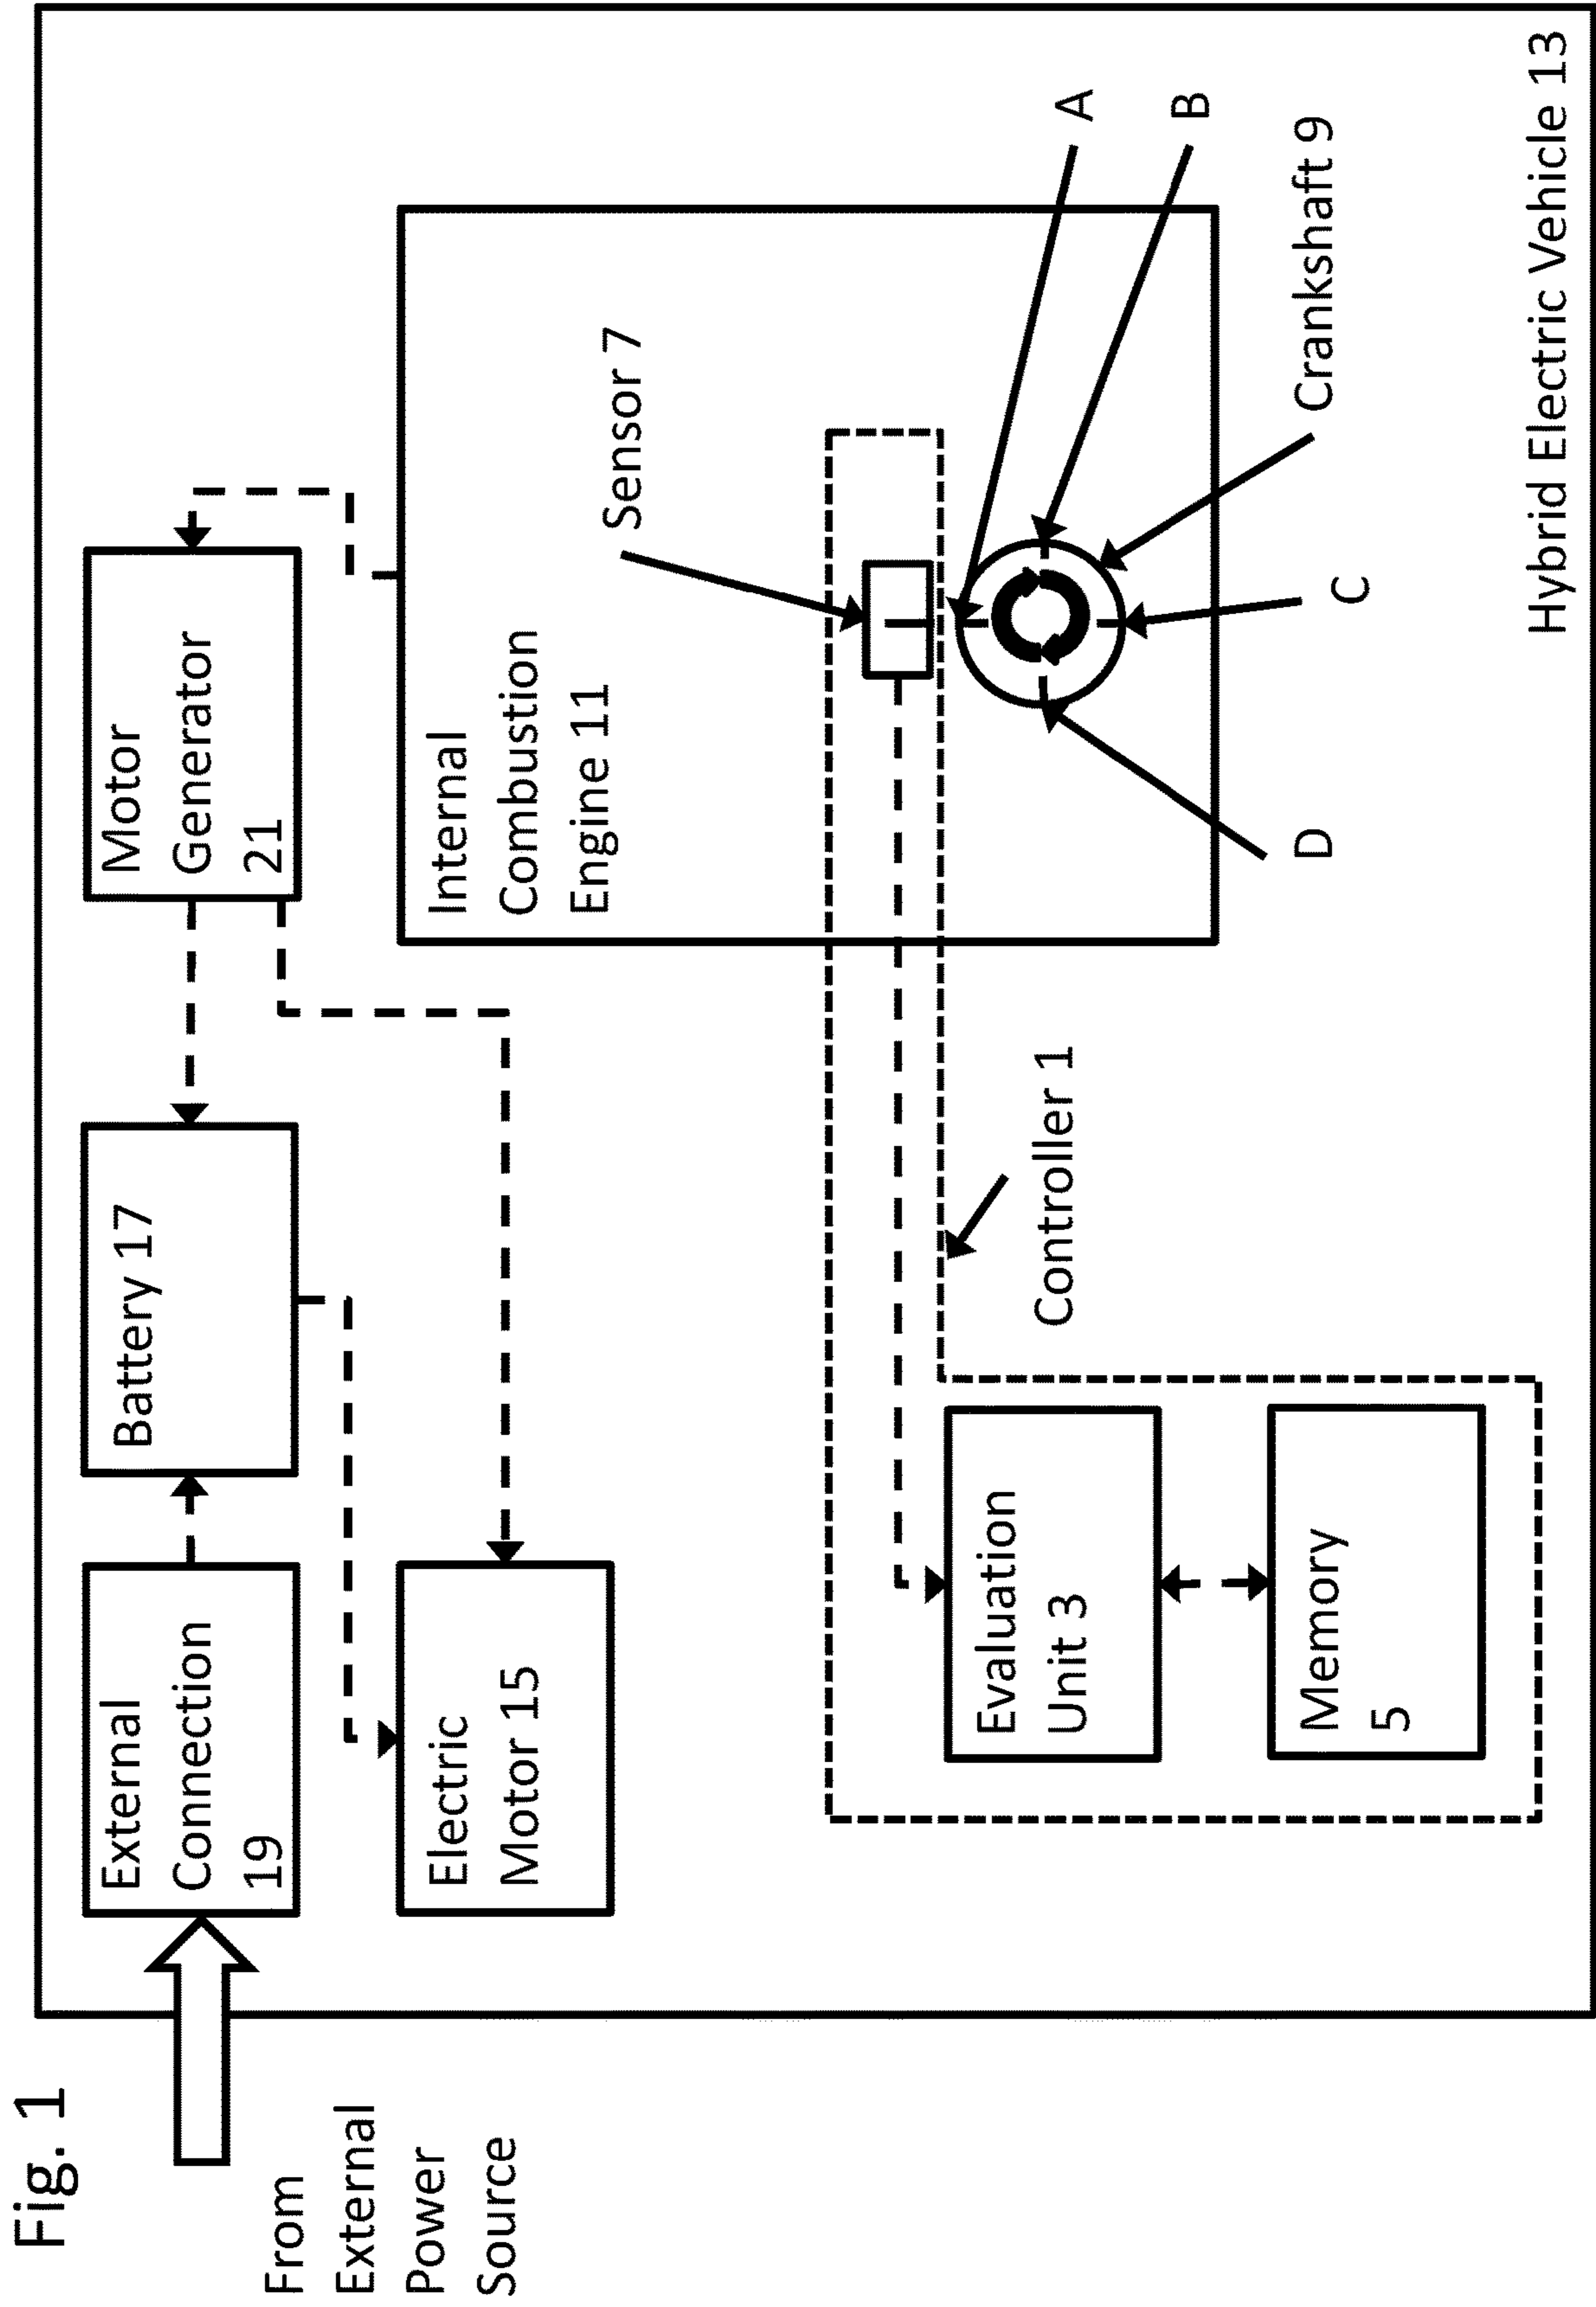 Fig. 1
From
External
Power
Source
External
Connection
19
Battery 17
Motor
Generator
21
Electric
Motor 15
Internal
Combustion
Engine 11
Sensor 7
A
B
Crankshaft 9
C
D
Controller 1
Evaluation
Unit 3
Memory
5
Hybrid Electric Vehicle 13